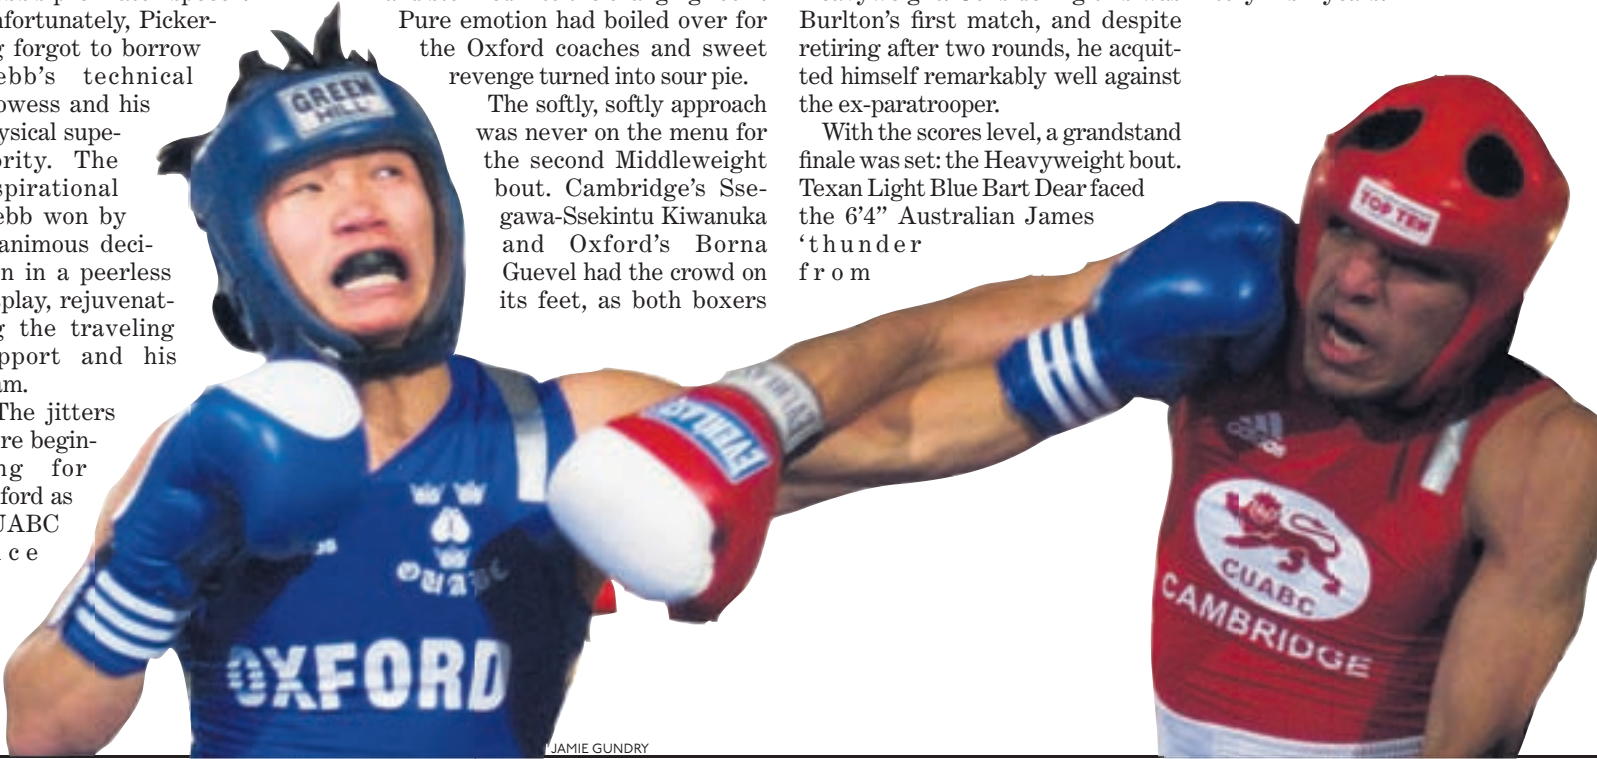 nfortunately, Picker-
g forgot to borrow
ebb's technical
owess and his
ysical supe-
ority. The
spirational
ebb won by
animous deci-
n in a peerless
play, rejuvenat-
g the traveling
pport and his
am.
The jitters
re begin-
ng for
ford as
UABC
ice
Pure emotion had boiled over for
the Oxford coaches and sweet
revenge turned into sour pie.
The softly, softly approach
was never on the menu for
the second Middleweight
bout. Cambridge's Sse-
gawa-Ssekintu Kiwanuka
and Oxford's Borna
Guevel had the crowd on
its feet, as both boxers
Burlton's first match, and despite
retiring after two rounds, he acquit-
ted himself remarkably well against
the ex-paratrooper.
With the scores level, a grandstand
finale was set: the Heavyweight bout.
Texan Light Blue Bart Dear faced
the 6'4” Australian James
‘thunder
from
GREEN
HILL
TOP TEN
EVERLAST
OUABC
OXFORD
adidas
CUABC
CAMBRIDGE
JAMIE GUNDRY